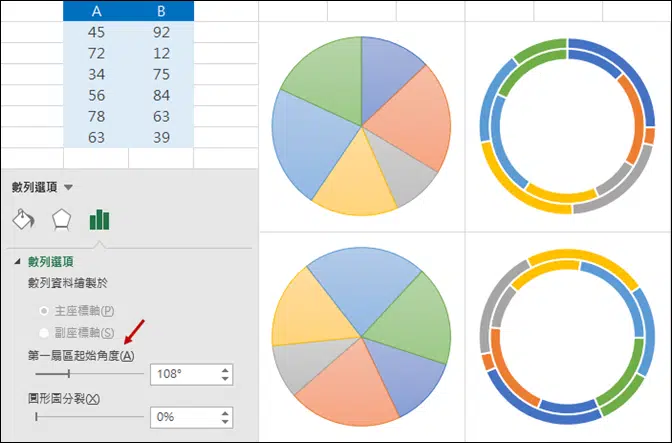 A B
45 92
72 12
34 75
56 84
78 63
63 39
數列選項
數列選項
數列資料繪製於
主座標軸(P)
副座標軸(S)
第一扇區起始角度(A)
108°
圓形圖分裂(X)
0%